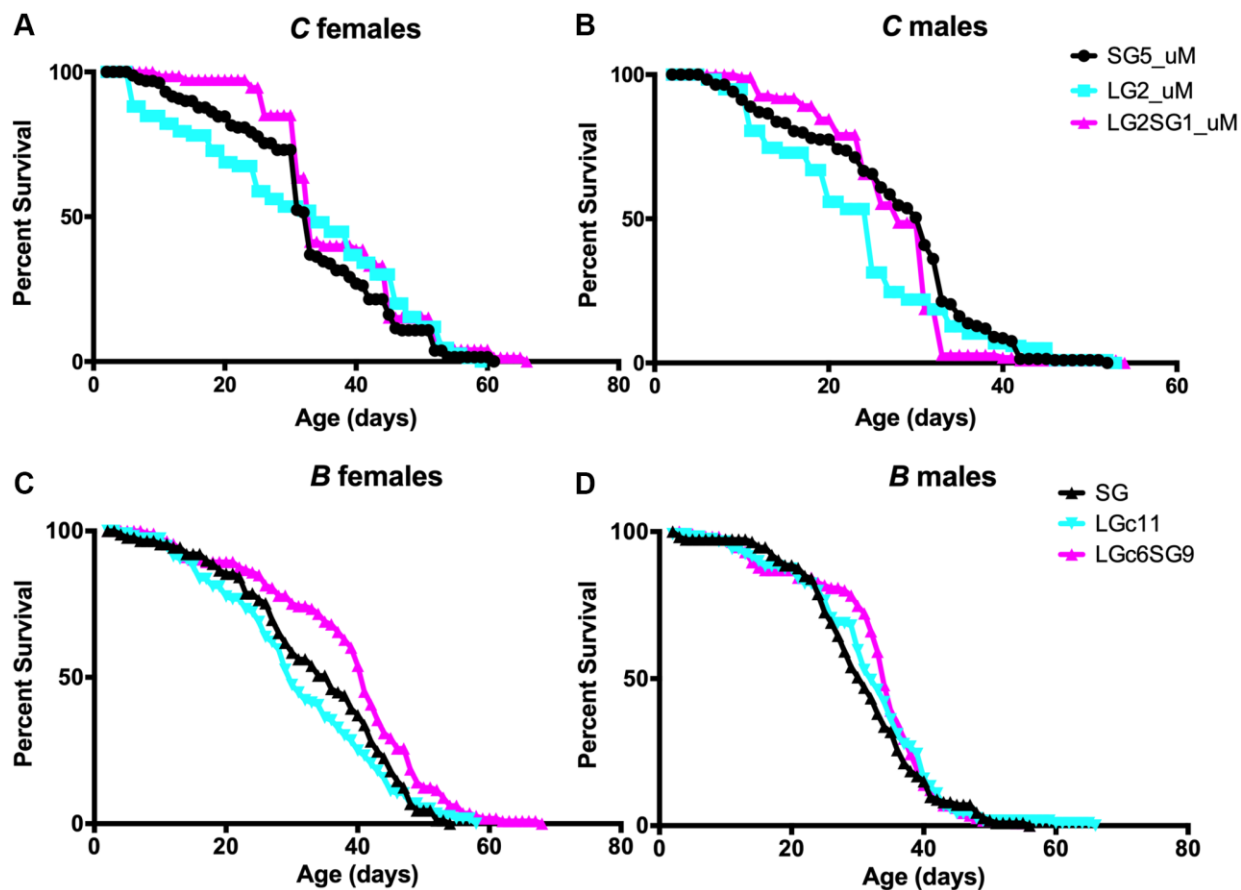 A
C females
100
50
0
Percent Survival
0 20 40 60 80
Age (days)
B
C males
100
50
0
Percent Survival
0 20 40 60
Age (days)
SG5_uM
LG2_uM
LG2SG1_uM
C
B females
100
50
0
Percent Survival
0 20 40 60 80
Age (days)
D
B males
100
50
0
Percent Survival
0 20 40 60 80
Age (days)
SG
LGc11
LGc6SG9